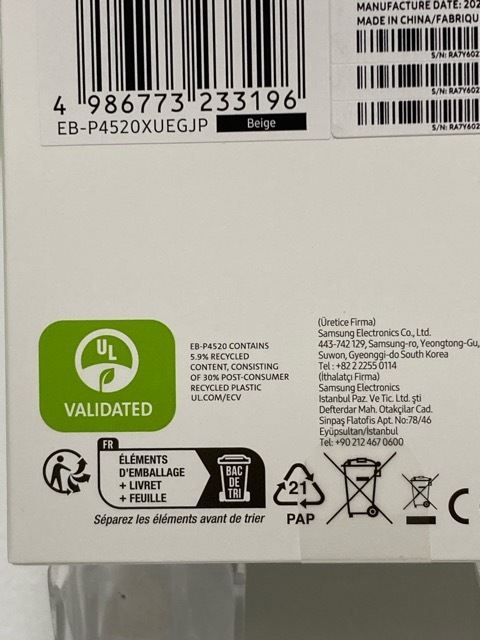 MANUFACTURE DATE: 202
MADE IN CHINA/FABRIQU
S/N: RA7Y602
S/N: RA7Y602
S/N: RA7Y602
4 986773 233196
EB-P4520XUEGJP Beige
UL
VALIDATED
EB-P4520 CONTAINS
5.9% RECYCLED
CONTENT, CONSISTING
OF 30% POST-CONSUMER
RECYCLED PLASTIC
UL.COM/ECV
(Üretice Firma)
Samsung Electronics Co., Ltd.
443-742 129, Samsung-ro, Yeongtong-Gu,
Suwon, Gyeonggi-do South Korea
Tel : +82 2 2255 0114
(İthalatçı Firma)
Samsung Electronics
Istanbul Paz. Ve Tic. Ltd. şti
Defterdar Mah. Otakçilar Cad.
Sinpaş Flatofis Apt. No:78/46
Eyüpsultan/İstanbul
Tel: +90 212 467 0600
FR
ÉLÉMENTS
D'EMBALLAGE
+ LIVRET
+ FEUILLE
BAC
DE
TRI
Séparez les éléments avant de trier
21
PAP